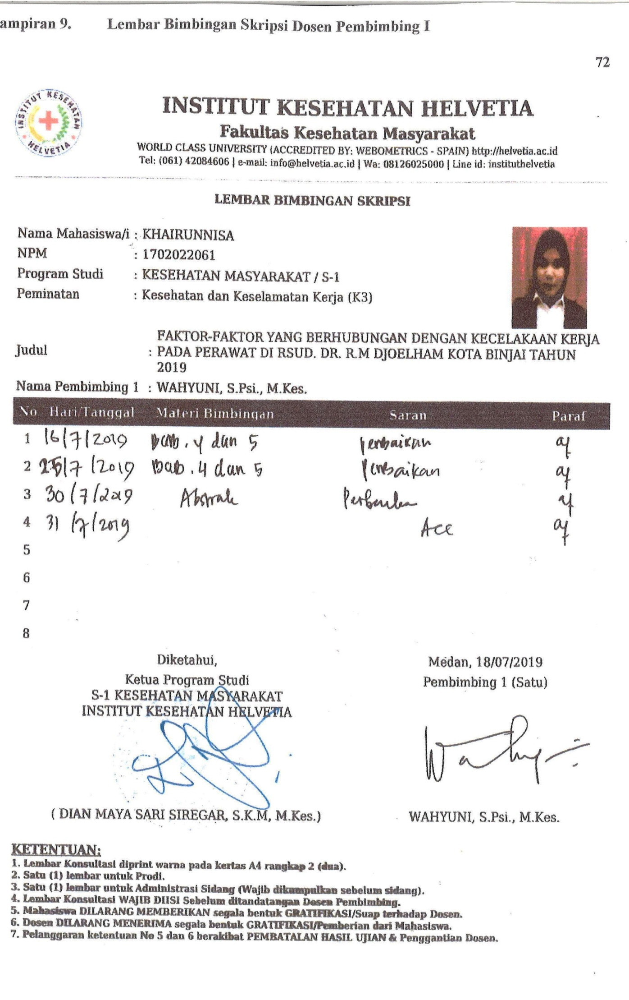 ampiran 9. Lembar Bimbingan Skripsi Dosen Pembimbing I
72
INSTITUT KESEHATAN
HELVETIA
INSTITUT KESEHATAN HELVETIA
Fakultas Kesehatan Masyarakat
WORLD CLASS UNIVERSITY (ACCREDITED BY: WEBOMETRICS - SPAIN) http://helvetia.ac.id
Tel: (061) 42084606 | e-mail: info@helvetia.ac.id | Wa: 08126025000 | Line id: instituthelvetia
LEMBAR BIMBINGAN SKRIPSI
Nama Mahasiswa/i : KHAIRUNNISA
NPM : 1702022061
Program Studi : KESEHATAN MASYARAKAT / S-1
Peminatan : Kesehatan dan Keselamatan Kerja (K3)
FAKTOR-FAKTOR YANG BERHUBUNGAN DENGAN KECELAKAAN KERJA
Judul : PADA PERAWAT DI RSUD. DR. R.M DJOELHAM KOTA BINJAI TAHUN
2019
Nama Pembimbing 1 : WAHYUNI, S.Psi., M.Kes.
No Hari/Tanggal Materi Bimbingan Saran Paraf
1 16/7/2019 Bab. 4 dan 5 Perbaikan
2 25/7/2019 Bab. 4 dan 5 Perbaikan
3 30/7/2019 Abstrak Perbaikan
4 31/7/2019 Acc
5
6
7
8
Diketahui, Medan, 18/07/2019
Ketua Program Studi Pembimbing 1 (Satu)
S-1 KESEHATAN MASYARAKAT
INSTITUT KESEHATAN HELVETIA
( DIAN MAYA SARI SIREGAR, S.K.M, M.Kes.) WAHYUNI, S.Psi., M.Kes.
KETENTUAN:
1. Lembar Konsultasi diprint warna pada kertas A4 rangkap 2 (dua).
2. Satu (1) lembar untuk Prodi.
3. Satu (1) lembar untuk Administrasi Sidang (Wajib dikumpulkan sebelum sidang).
4. Lembar Konsultasi WAJIB DIISI Sebelum ditandatangan Dosen Pembimbing.
5. Mahasiswa DILARANG MEMBERIKAN segala bentuk GRATIFIKASI/Suap terhadap Dosen.
6. Dosen DILARANG MENERIMA segala bentuk GRATIFIKASI/Pemberian dari Mahasiswa.
7. Pelanggaran ketentuan No 5 dan 6 berakibat PEMBATALAN HASIL UJIAN & Penggantian Dosen.